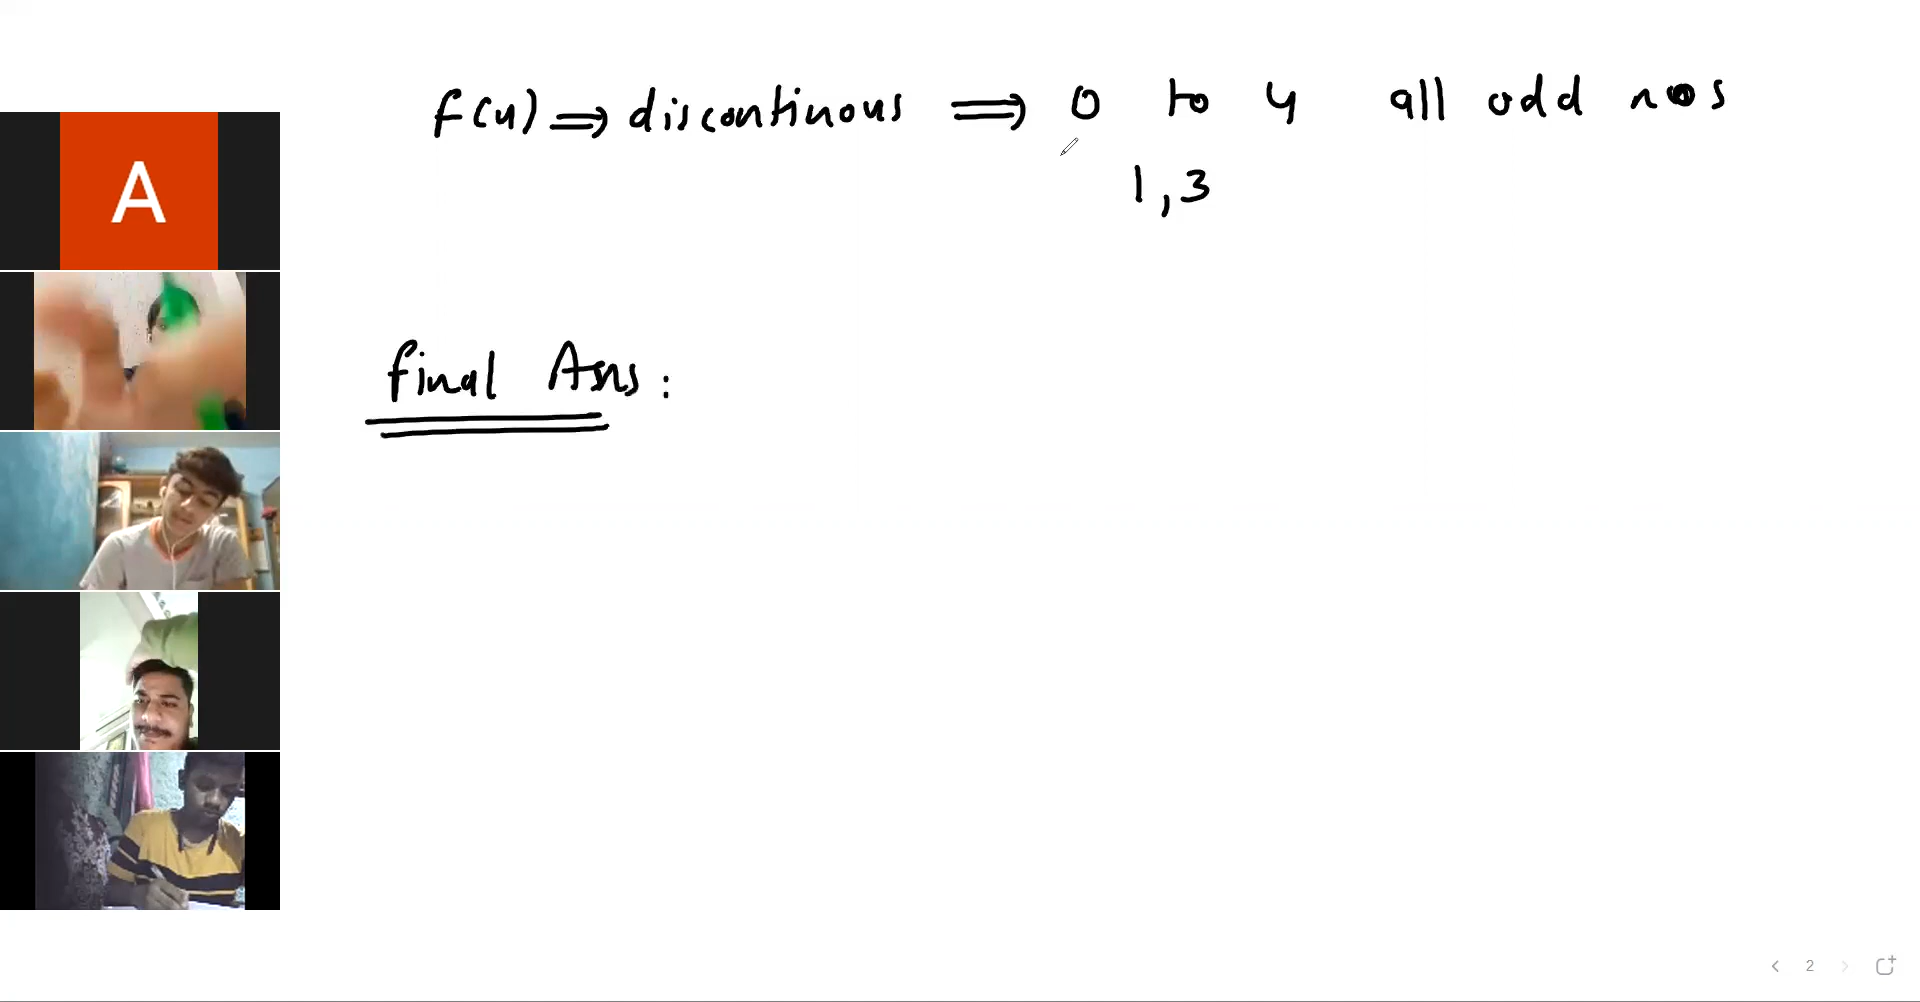 f(u) ⇒ discontinous ⇒ 0 to 4 all odd nos
1,3
A
final Ans:
2